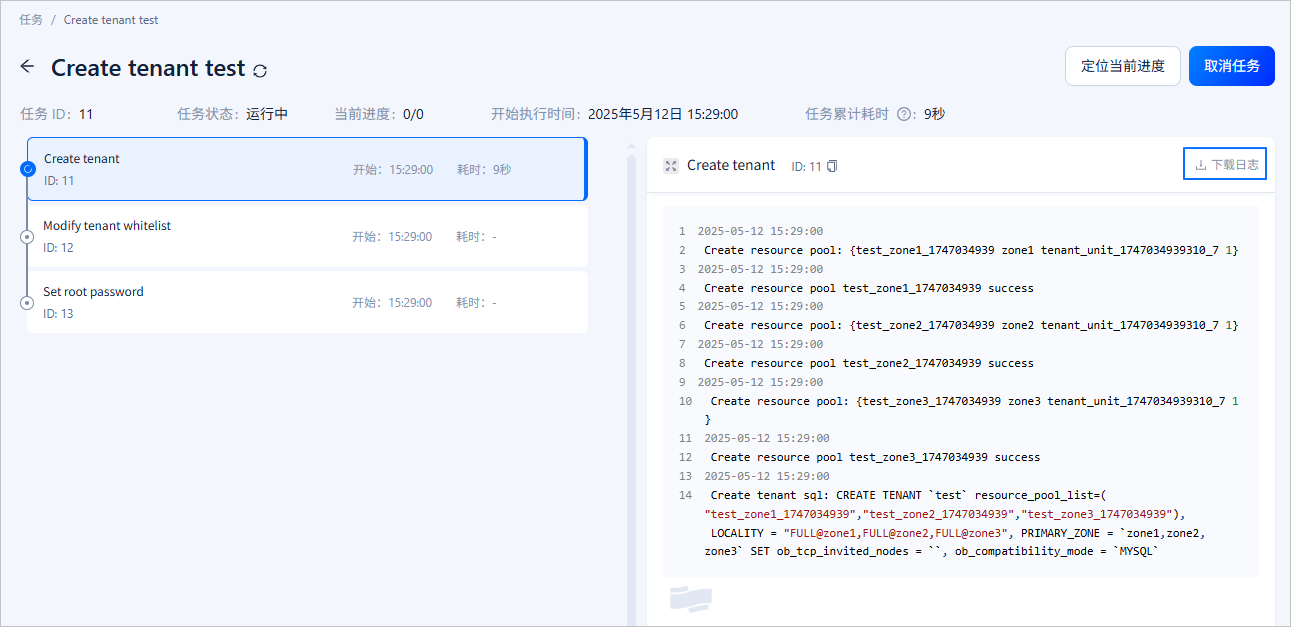 任务 / Create tenant test
Create tenant test
定位当前进度
取消任务
任务 ID: 11
任务状态: 运行中
当前进度: 0/0
开始执行时间: 2025年5月12日 15:29:00
任务累计耗时 : 9秒
Create tenant
ID: 11
开始: 15:29:00
耗时: 9秒
Modify tenant whitelist
ID: 12
开始: 15:29:00
耗时: -
Set root password
ID: 13
开始: 15:29:00
耗时: -
Create tenant ID: 11
下载日志
1 2025-05-12 15:29:00
2 Create resource pool: {test_zone1_1747034939 zone1 tenant_unit_1747034939310_7 1}
3 2025-05-12 15:29:00
4 Create resource pool test_zone1_1747034939 success
5 2025-05-12 15:29:00
6 Create resource pool: {test_zone2_1747034939 zone2 tenant_unit_1747034939310_7 1}
7 2025-05-12 15:29:00
8 Create resource pool test_zone2_1747034939 success
9 2025-05-12 15:29:00
10 Create resource pool: {test_zone3_1747034939 zone3 tenant_unit_1747034939310_7 1
}
11 2025-05-12 15:29:00
12 Create resource pool test_zone3_1747034939 success
13 2025-05-12 15:29:00
14 Create tenant sql: CREATE TENANT `test` resource_pool_list=(
"test_zone1_1747034939","test_zone2_1747034939","test_zone3_1747034939"),
LOCALITY = "FULL@zone1,FULL@zone2,FULL@zone3", PRIMARY_ZONE = `zone1,zone2,
zone3` SET ob_tcp_invited_nodes = ``, ob_compatibility_mode = `MYSQL`